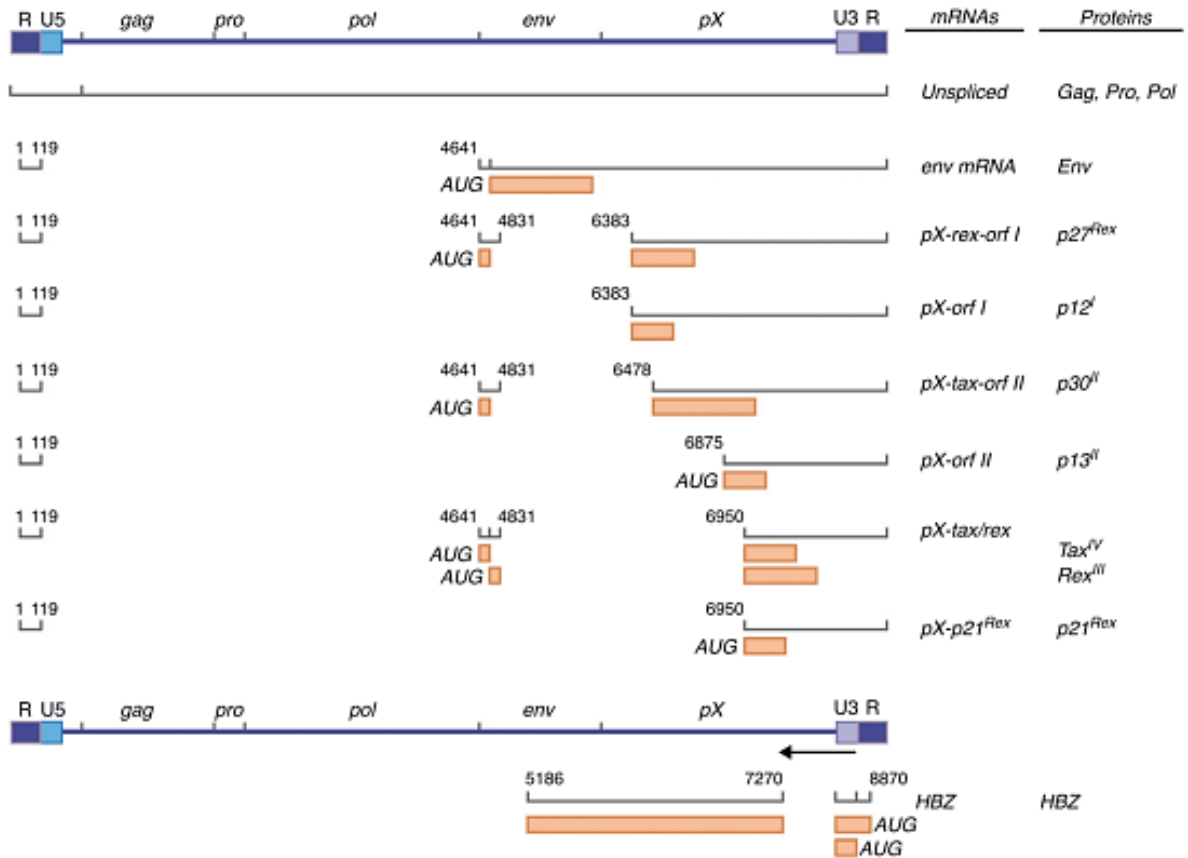 R U5 gag pro pol env pX U3 R mRNAs Proteins
Unspliced Gag, Pro, Pol
1 119 4641 env mRNA Env
AUG
1 119 4641 4831 6383 pX-rex-orf I p27Rex
AUG
1 119 6383 pX-orf I p12I
1 119 4641 4831 6478 pX-tax-orf II p30II
AUG
1 119 6875 pX-orf II p13II
AUG
1 119 4641 4831 6950 pX-tax/rex
AUG TaxIV
AUG RexIII
1 119 6950 pX-p21Rex p21Rex
AUG
R U5 gag pro pol env pX U3 R
5186 7270 8870
HBZ HBZ
AUG
AUG